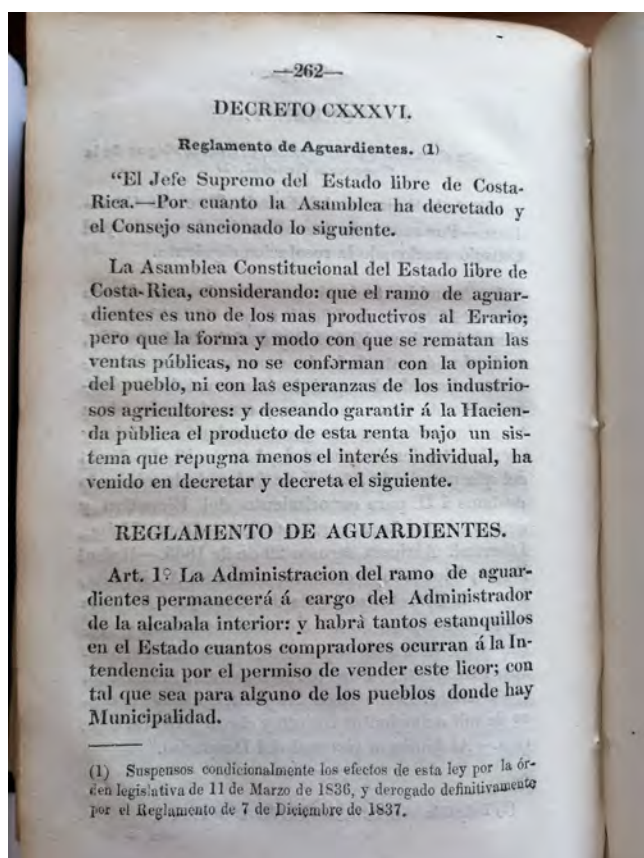 —262—
DECRETO CXXXVI.
Reglamento de Aguardientes. (1)
“El Jefe Supremo del Estado libre de Costa-
Rica.—Por cuanto la Asamblea ha decretado y
el Consejo sancionado lo siguiente.
La Asamblea Constitucional del Estado libre de
Costa-Rica, considerando: que el ramo de aguar-
dientes es uno de los mas productivos al Erario;
pero que la forma y modo con que se rematan las
ventas públicas, no se conforman con la opinion
del pueblo, ni con las esperanzas de los industrio-
sos agricultores: y deseando garantir á la Hacien-
da pùblica el producto de esta renta bajo un sis-
tema que repugna menos el interés individual, ha
venido en decretar y decreta el siguiente.
REGLAMENTO DE AGUARDIENTES.
Art. 1º La Administracion del ramo de aguar-
dientes permanecerá á cargo del Administrador
de la alcabala interior: y habrà tantos estanquillos
en el Estado cuantos compradores ocurran á la In-
tendencia por el permiso de vender este licor; con
tal que sea para alguno de los pueblos donde hay
Municipalidad.
(1) Suspensos condicionalmente los efectos de esta ley por la ór-
den legislativa de 11 de Marzo de 1836, y derogado definitivamente
por el Reglamento de 7 de Diciembre de 1837.